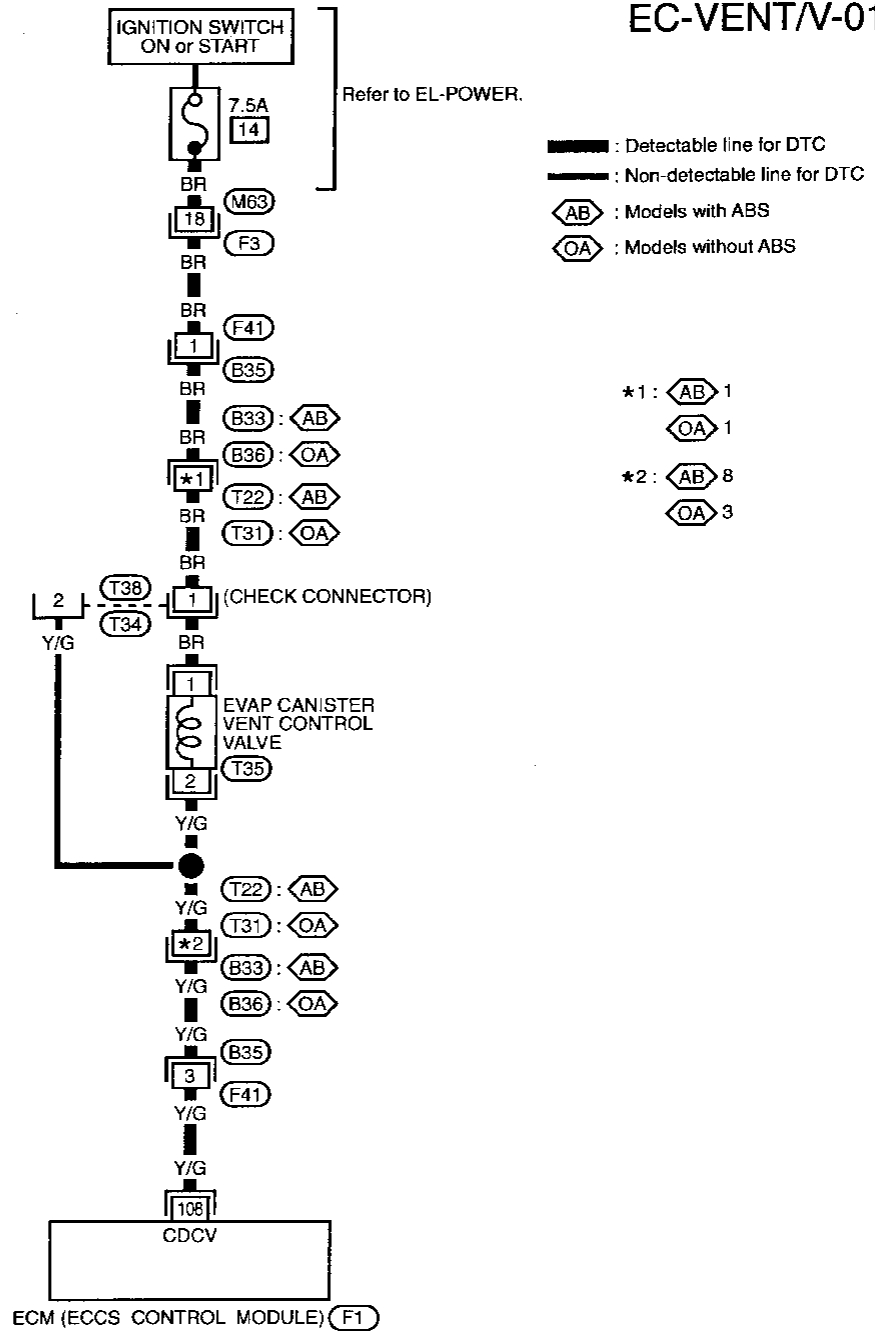 EC-VENT/V-01
IGNITION SWITCH
ON or START
Refer to EL-POWER.
7.5A
14
: Detectable line for DTC
: Non-detectable line for DTC
AB : Models with ABS
OA : Models without ABS
BR
M63
18
F3
BR
BR
F41
1
B35
BR
★1 : AB 1
OA 1
B33 : AB
BR
B36 : OA
★1
★2 : AB 8
OA 3
T22 : AB
BR
T31 : OA
BR
2
T38
1
(CHECK CONNECTOR)
T34
Y/G
BR
1
EVAP CANISTER
VENT CONTROL
VALVE
T35
2
Y/G
T22 : AB
Y/G
T31 : OA
★2
B33 : AB
Y/G
B36 : OA
Y/G
B35
3
F41
Y/G
Y/G
108
CDCV
ECM (ECCS CONTROL MODULE) F1